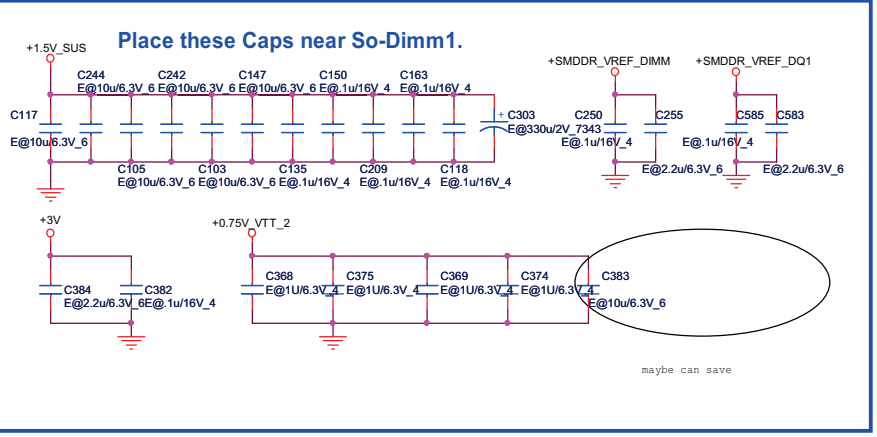 Place these Caps near So-Dimm1.
+1.5V_SUS
+SMDDR_VREF_DIMM
+SMDDR_VREF_DQ1
C244
E@10u/6.3V_6
C242
E@10u/6.3V_6
C147
E@10u/6.3V_6
C150
E@.1u/16V_4
C163
E@.1u/16V_4
C117
E@10u/6.3V_6
+
C303
E@330u/2V_7343
C250
E@.1u/16V_4
C255
E@2.2u/6.3V_6
C585
E@.1u/16V_4
C583
E@2.2u/6.3V_6
C105
E@10u/6.3V_6
C103
E@10u/6.3V_6
C135
E@.1u/16V_4
C209
E@.1u/16V_4
C118
E@.1u/16V_4
+3V
+0.75V_VTT_2
C384
E@2.2u/6.3V_6
C382
E@.1u/16V_4
C368
E@1U/6.3V_4
C375
E@1U/6.3V_4
C369
E@1U/6.3V_4
C374
E@1U/6.3V_4
C383
E@10u/6.3V_6
maybe can save